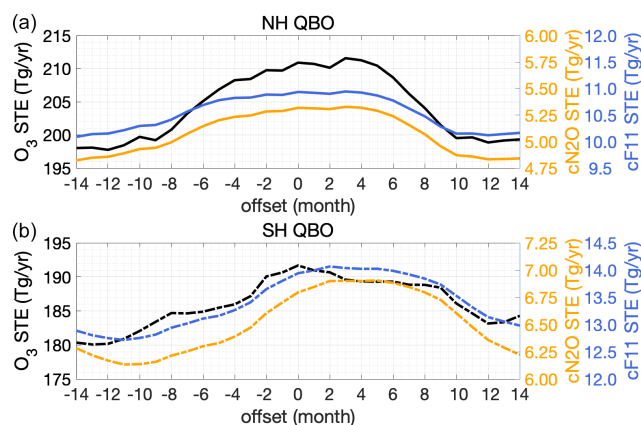 (a) NH QBO
O3 STE (Tg/yr)
215
210
205
200
195
-14 -12 -10 -8 -6 -4 -2 0 2 4 6 8 10 12 14
offset (month)
6.00
5.75
5.50
5.25
5.00
4.75
cN2O STE (Tg/yr)
12.0
11.5
11.0
10.5
10.0
9.5
cF11 STE (Tg/yr)
(b) SH QBO
O3 STE (Tg/yr)
195
190
185
180
175
-14 -12 -10 -8 -6 -4 -2 0 2 4 6 8 10 12 14
offset (month)
7.25
7.00
6.75
6.50
6.25
6.00
cN2O STE (Tg/yr)
14.5
14.0
13.5
13.0
12.5
12.0
cF11 STE (Tg/yr)